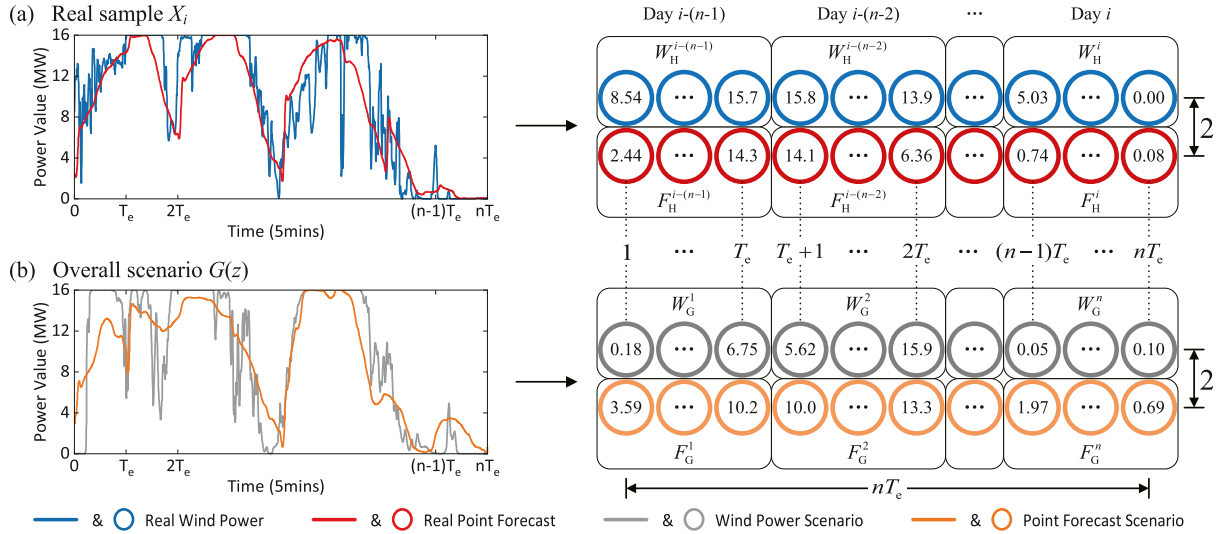 (a) Real sample X_i
Power Value (MW)
16
12
8
4
0
0 T_e 2T_e (n-1)T_e nT_e
Time (5mins)
Day i-(n-1) Day i-(n-2) ... Day i
W_H^{i-(n-1)} W_H^{i-(n-2)} W_H^i
8.54 ... 15.7 15.8 ... 13.9 ... 5.03 ... 0.00
2.44 ... 14.3 14.1 ... 6.36 ... 0.74 ... 0.08
2
F_H^{i-(n-1)} F_H^{i-(n-2)} F_H^i
1 ... T_e T_e+1 ... 2T_e ... (n-1)T_e ... nT_e
(b) Overall scenario G(z)
Power Value (MW)
16
12
8
4
0
0 T_e 2T_e (n-1)T_e nT_e
Time (5mins)
W_G^1 W_G^2 W_G^n
0.18 ... 6.75 5.62 ... 15.9 ... 0.05 ... 0.10
3.59 ... 10.2 10.0 ... 13.3 ... 1.97 ... 0.69
2
F_G^1 F_G^2 F_G^n
nT_e
& Real Wind Power & Real Point Forecast & Wind Power Scenario & Point Forecast Scenario